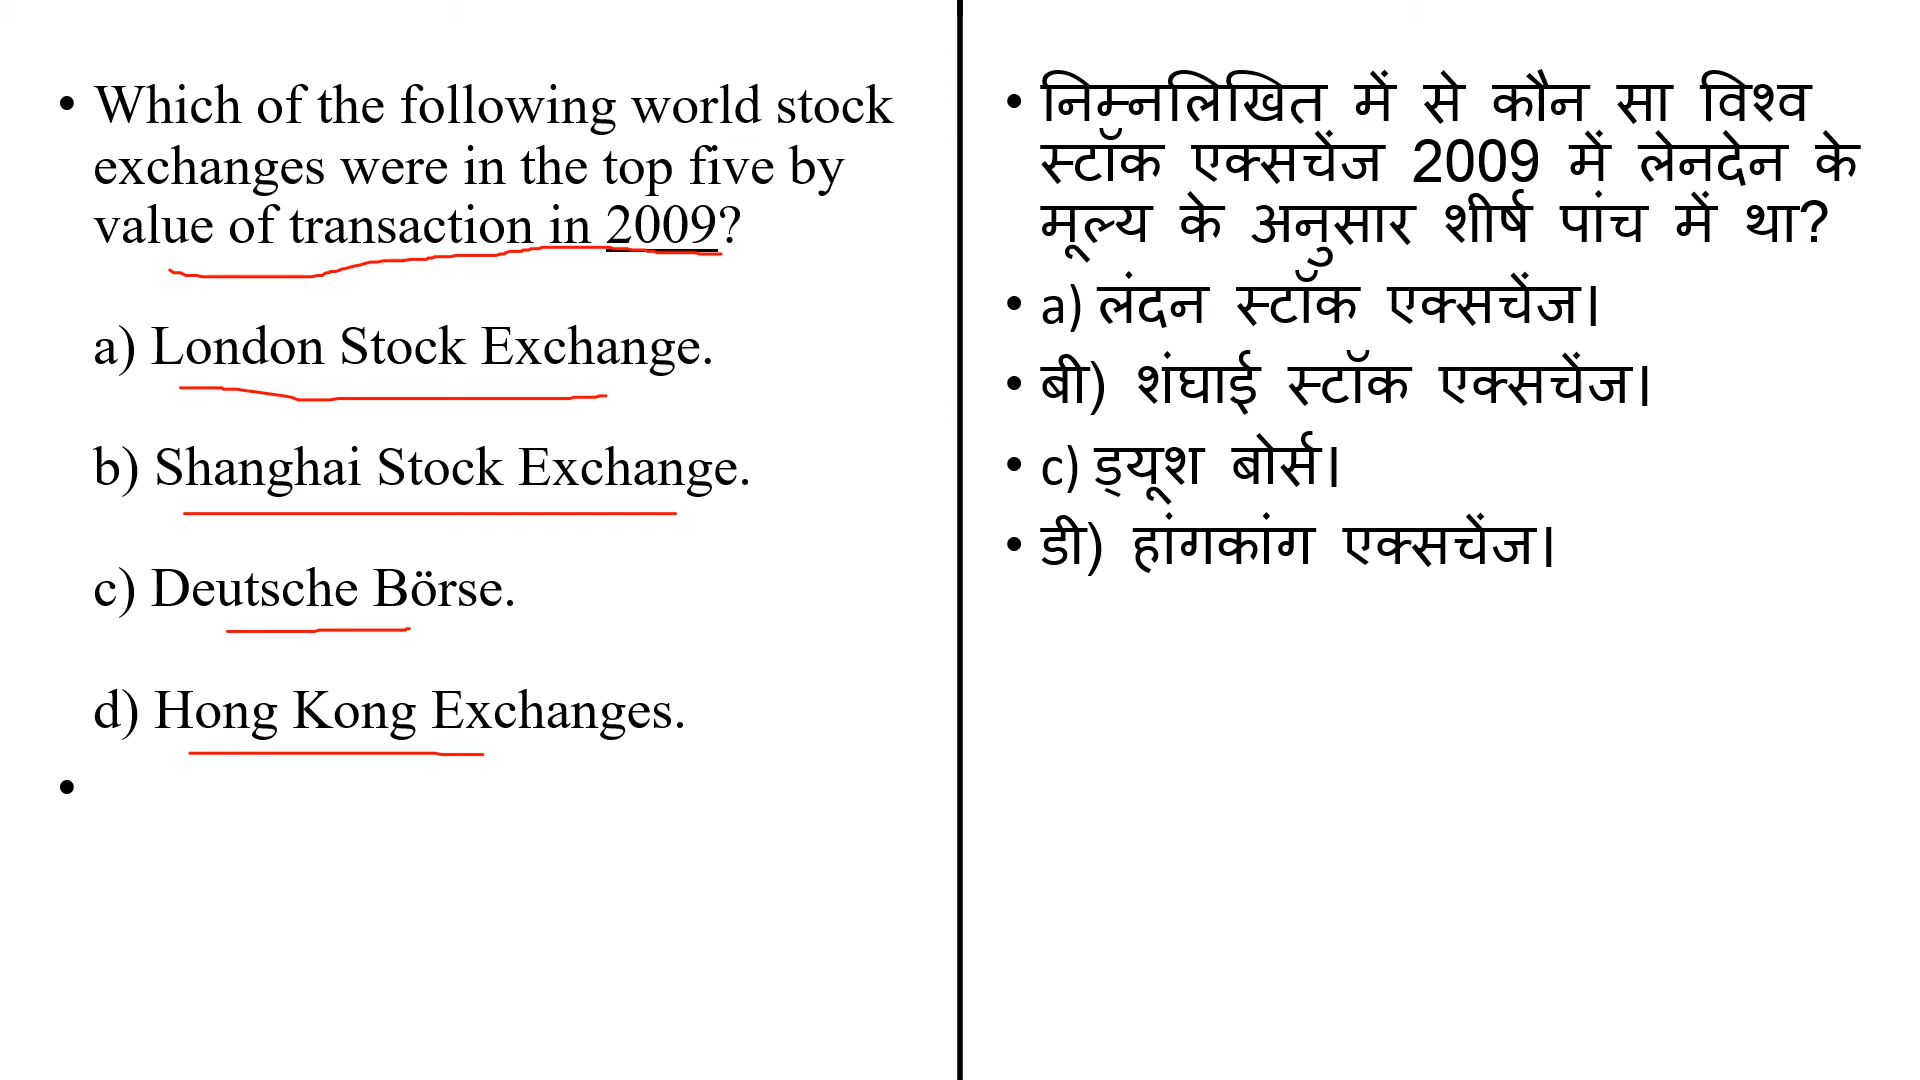 • Which of the following world stock
exchanges were in the top five by
value of transaction in 2009?
a) London Stock Exchange.
b) Shanghai Stock Exchange.
c) Deutsche Börse.
d) Hong Kong Exchanges.
•
• निम्नलिखित में से कौन सा विश्व
स्टॉक एक्सचेंज 2009 में लेनदेन के
मूल्य के अनुसार शीर्ष पांच में था?
• a) लंदन स्टॉक एक्सचेंज।
• बी) शंघाई स्टॉक एक्सचेंज।
• c) ड्यूश बोर्स।
• डी) हांगकांग एक्सचेंज।